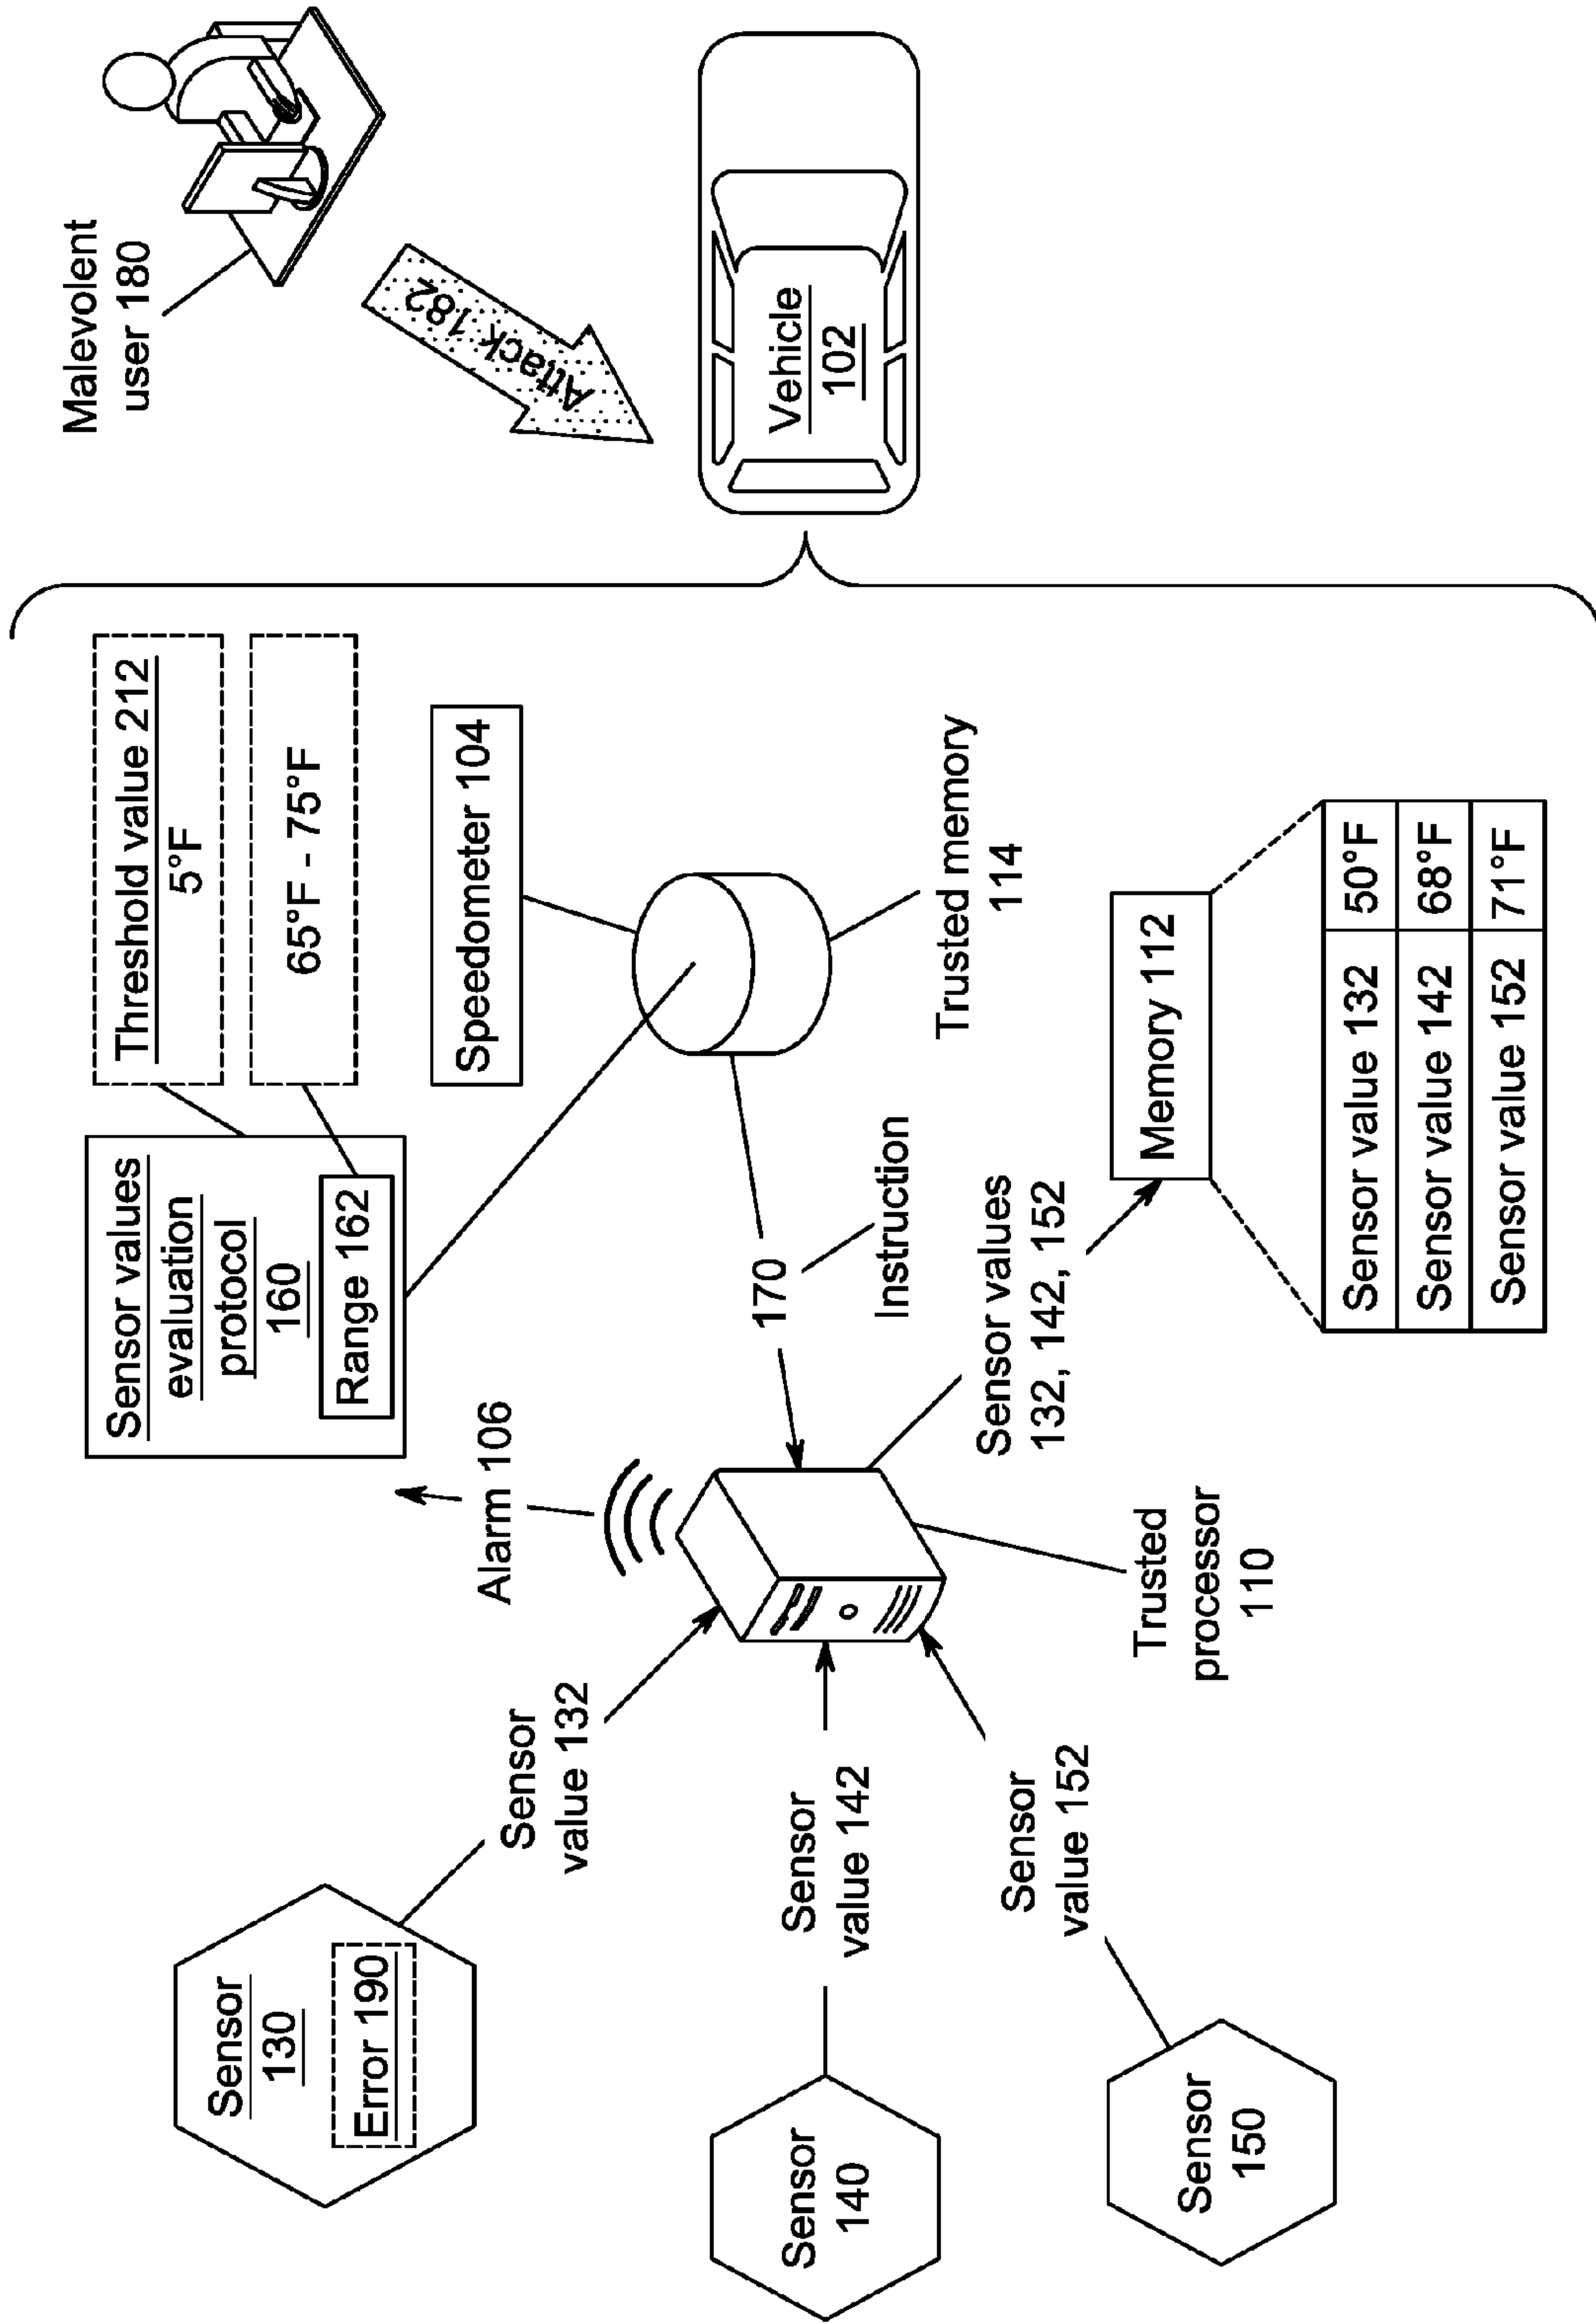 Sensor
130
Error 190
Sensor
140
Sensor
150
Sensor
value 132
Sensor
value 142
Sensor
value 152
Alarm 106
Trusted
processor
110
Sensor values
evaluation
protocol
160
Range 162
Threshold value 212
5°F
65°F - 75°F
Speedometer 104
170
Instruction
Trusted memory
114
Sensor values
132, 142, 152
Memory 112
Sensor value 132 50°F
Sensor value 142 68°F
Sensor value 152 71°F
Malevolent
user 180
Attack 182
Vehicle
102